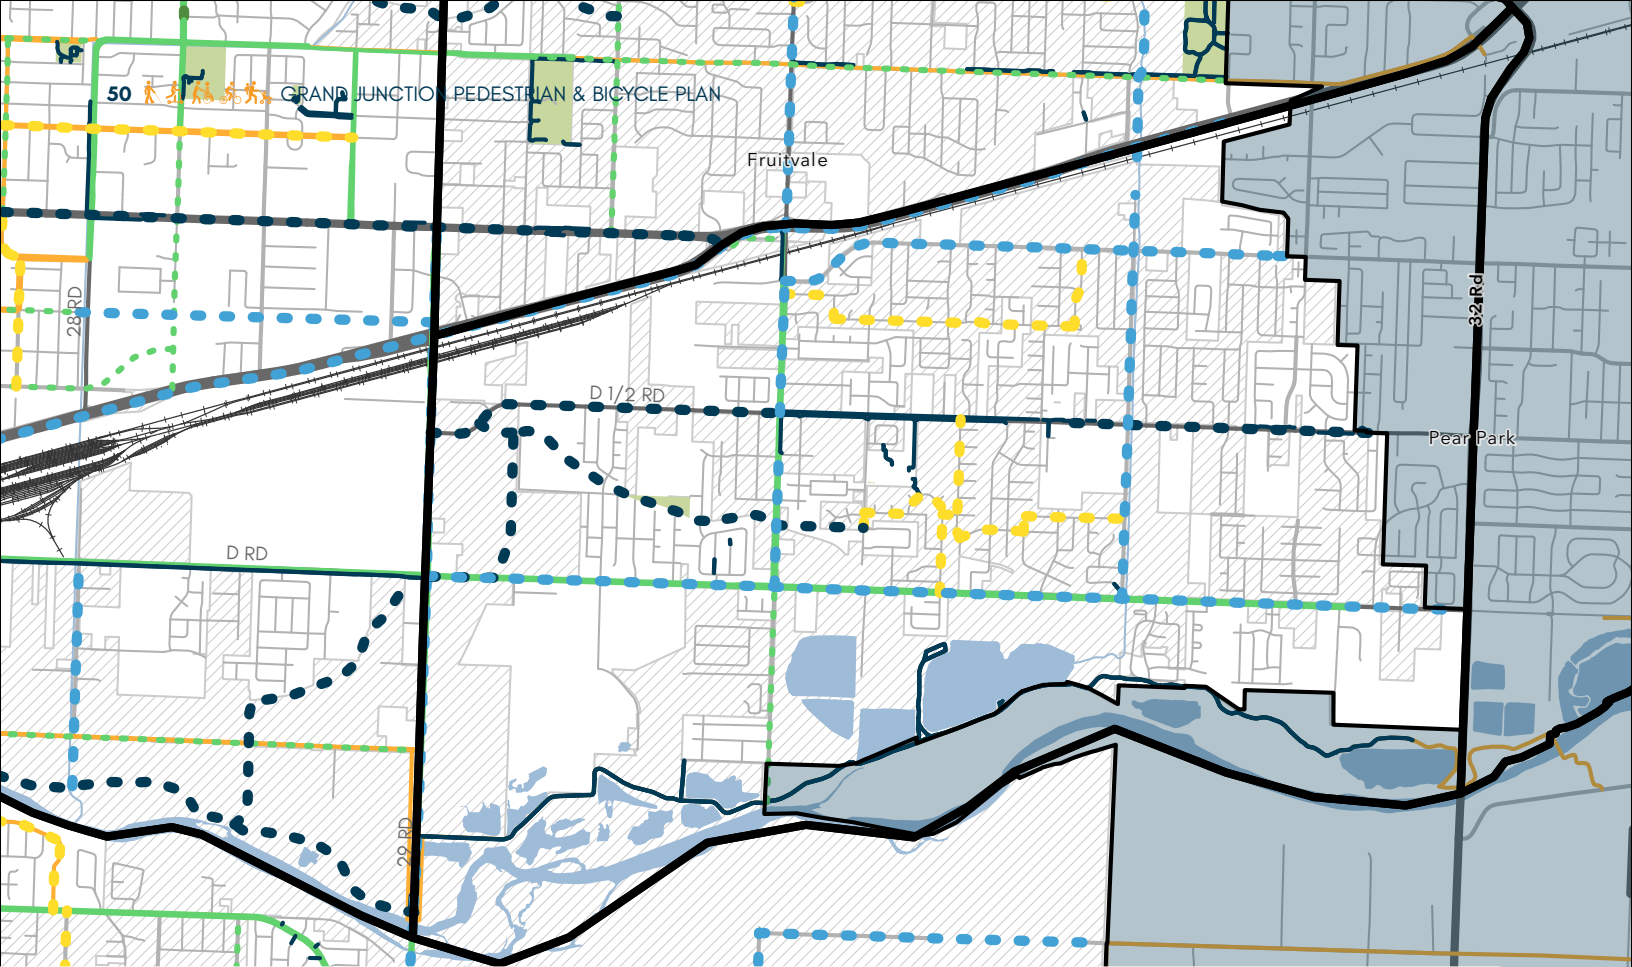 50 GRAND JUNCTION PEDESTRIAN & BICYCLE PLAN
Fruitvale
28 RD
32 Rd
D 1/2 RD
Pear Park
D RD
29 RD